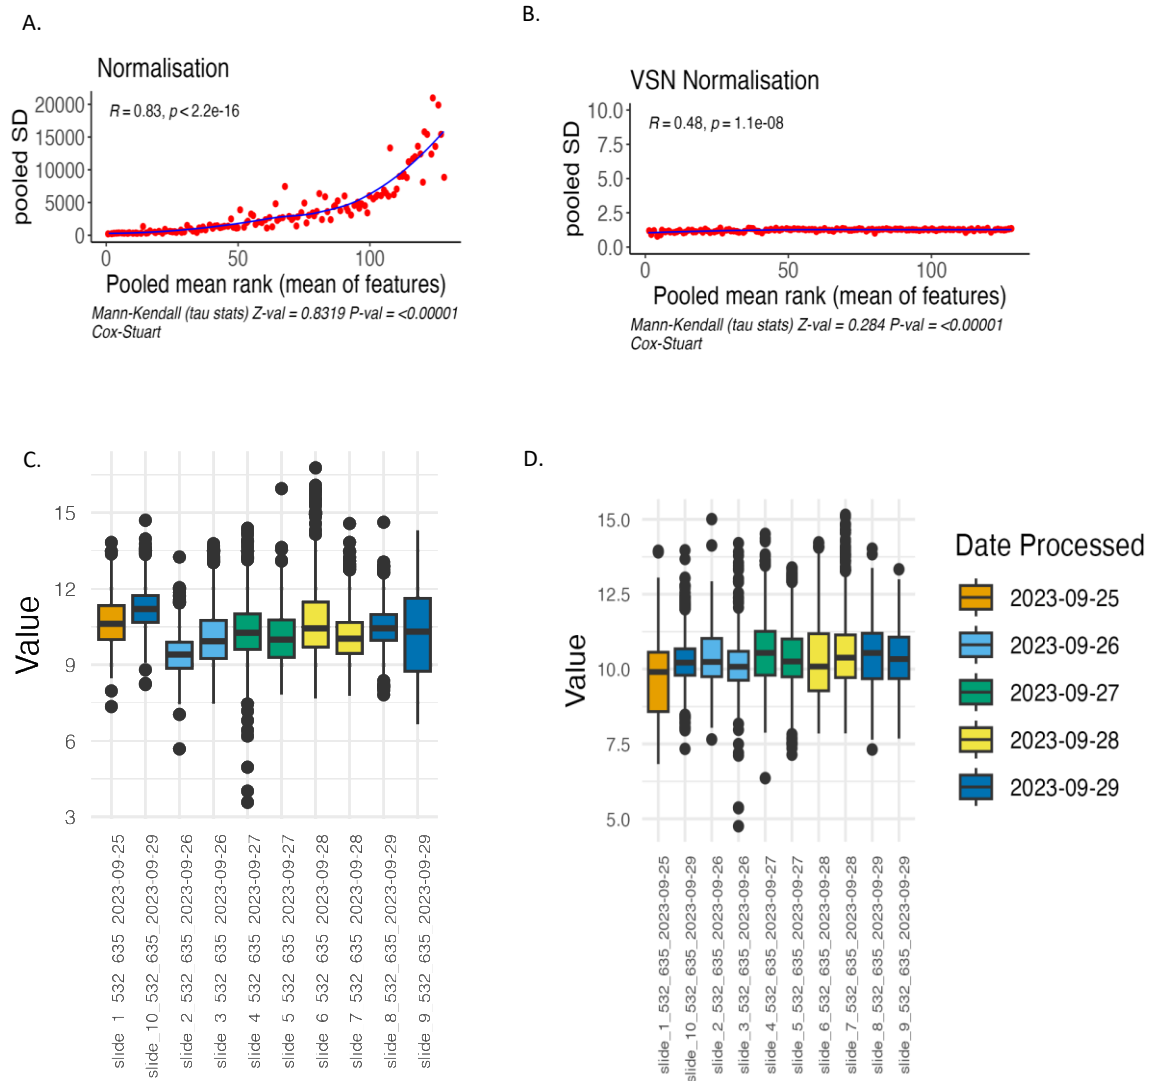 A.
Normalisation
R = 0.83, p < 2.2e-16
pooled SD
20000
15000
10000
5000
0
0 50 100
Pooled mean rank (mean of features)
Mann-Kendall (tau stats) Z-val = 0.8319 P-val = <0.00001
Cox-Stuart
B.
VSN Normalisation
R = 0.48, p = 1.1e-08
pooled SD
10.0
7.5
5.0
2.5
0.0
0 50 100
Pooled mean rank (mean of features)
Mann-Kendall (tau stats) Z-val = 0.284 P-val = <0.00001
Cox-Stuart
C.
Value
15
12
9
6
3
slide_1_532_635_2023-09-25
slide_10_532_635_2023-09-29
slide_2_532_635_2023-09-26
slide_3_532_635_2023-09-26
slide_4_532_635_2023-09-27
slide_5_532_635_2023-09-27
slide_6_532_635_2023-09-28
slide_7_532_635_2023-09-28
slide_8_532_635_2023-09-29
slide_9_532_635_2023-09-29
D.
Value
15.0
12.5
10.0
7.5
5.0
slide_1_532_635_2023-09-25
slide_10_532_635_2023-09-29
slide_2_532_635_2023-09-26
slide_3_532_635_2023-09-26
slide_4_532_635_2023-09-27
slide_5_532_635_2023-09-27
slide_6_532_635_2023-09-28
slide_7_532_635_2023-09-28
slide_8_532_635_2023-09-29
slide_9_532_635_2023-09-29
Date Processed
2023-09-25
2023-09-26
2023-09-27
2023-09-28
2023-09-29